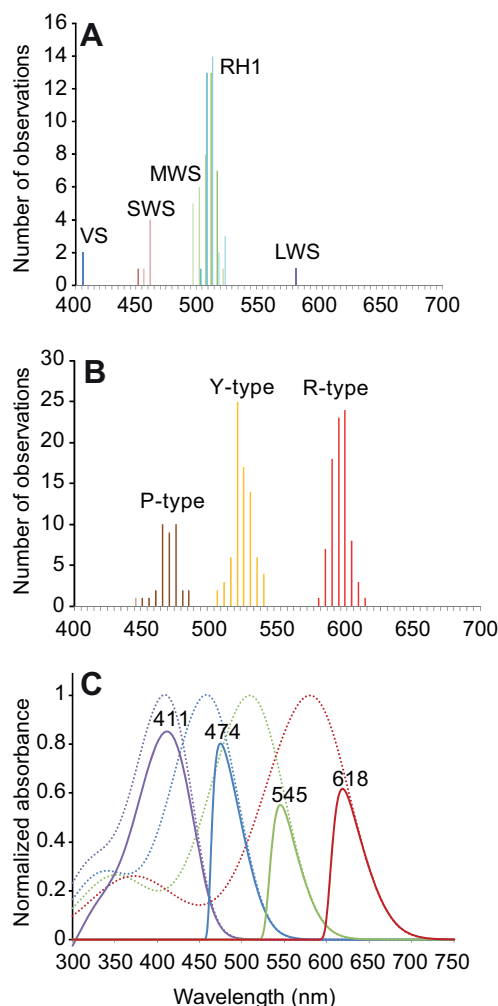 A
Number of observations
16
14
12
10
8
6
4
2
0
VS
SWS
MWS
RH1
LWS
400 450 500 550 600 650 700
B
Number of observations
30
25
20
15
10
5
0
P-type
Y-type
R-type
400 450 500 550 600 650 700
C
Normalized absorbance
1
0.8
0.6
0.4
0.2
0
411
474
545
618
300 350 400 450 500 550 600 650 700
Wavelength (nm)